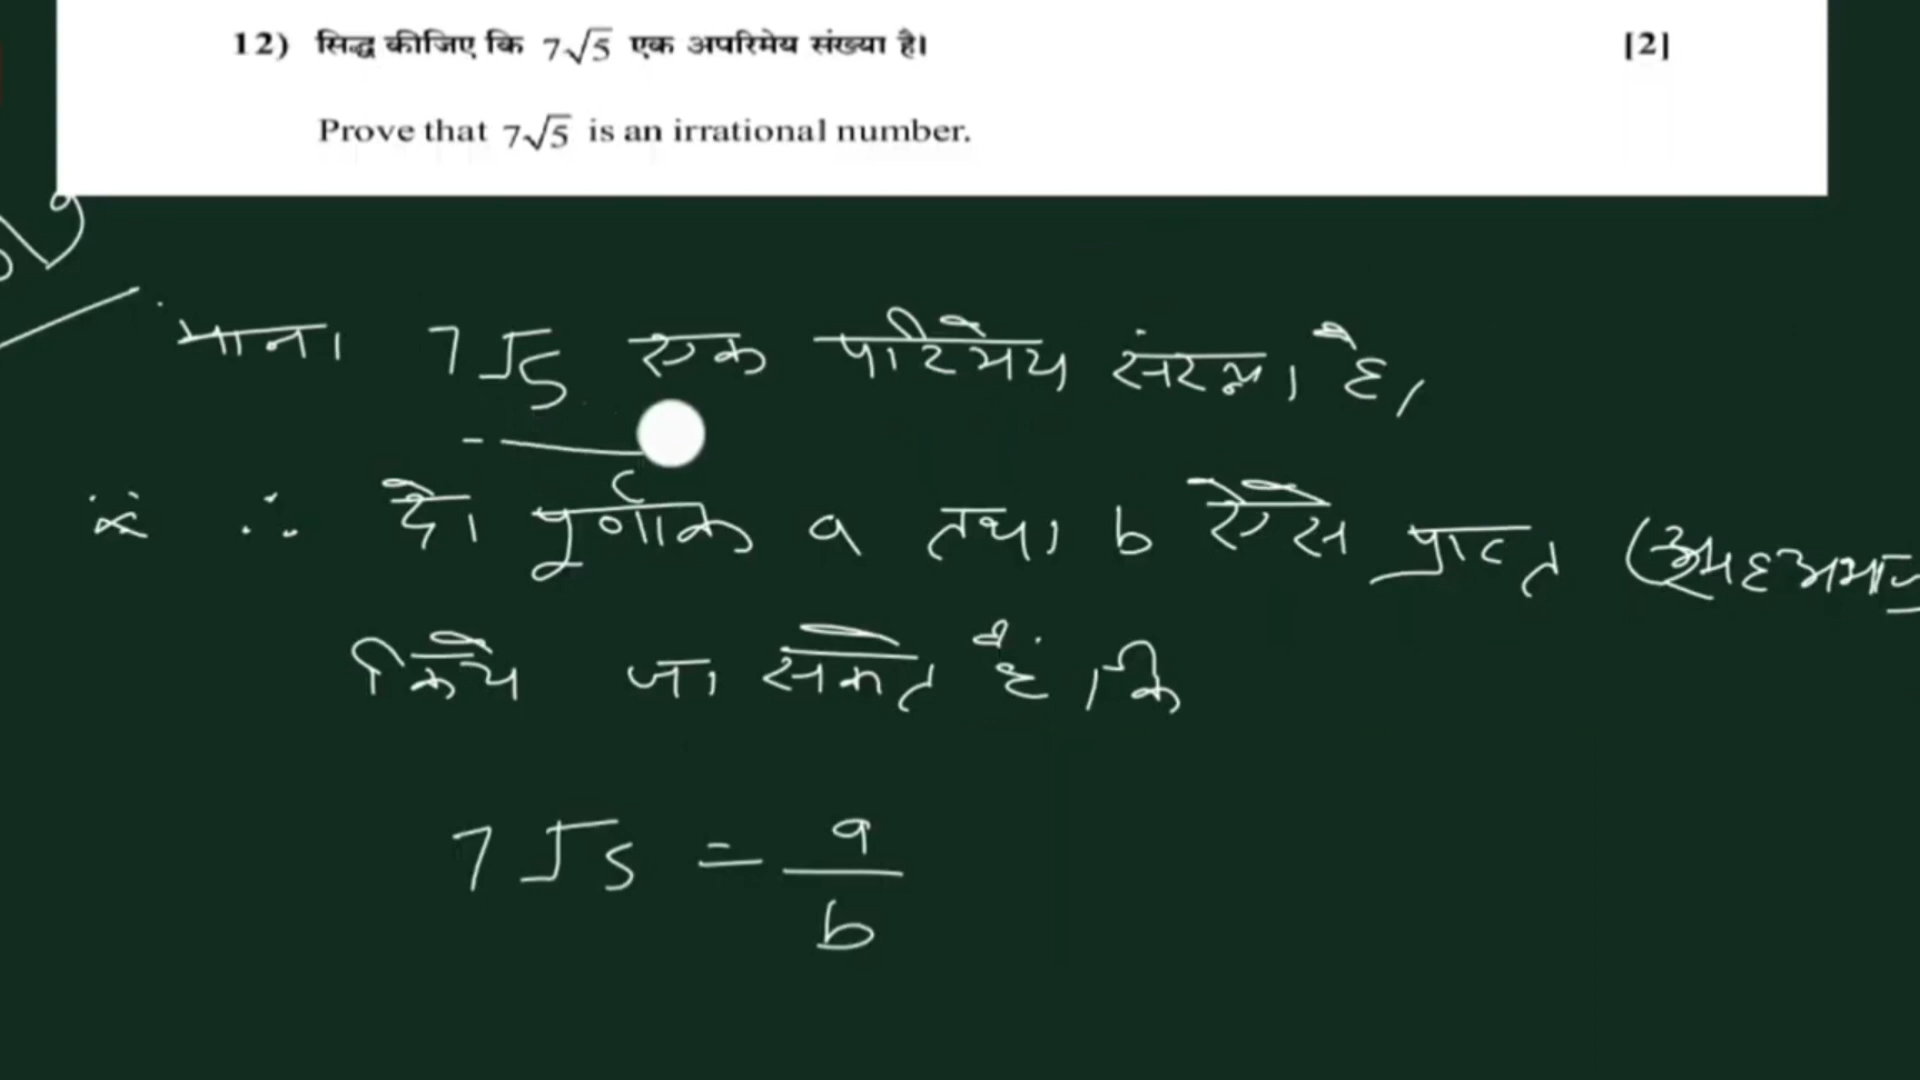 12) सिद्ध कीजिए कि 7√5 एक अपरिमेय संख्या है। [2]
Prove that 7√5 is an irrational number.
माना 7√5 एक परिमेय संख्या है,
∴ दो पूर्णांक a तथा b ऐसे प्राप्त
किये जा सकते हैं, कि
7√5 = a/b